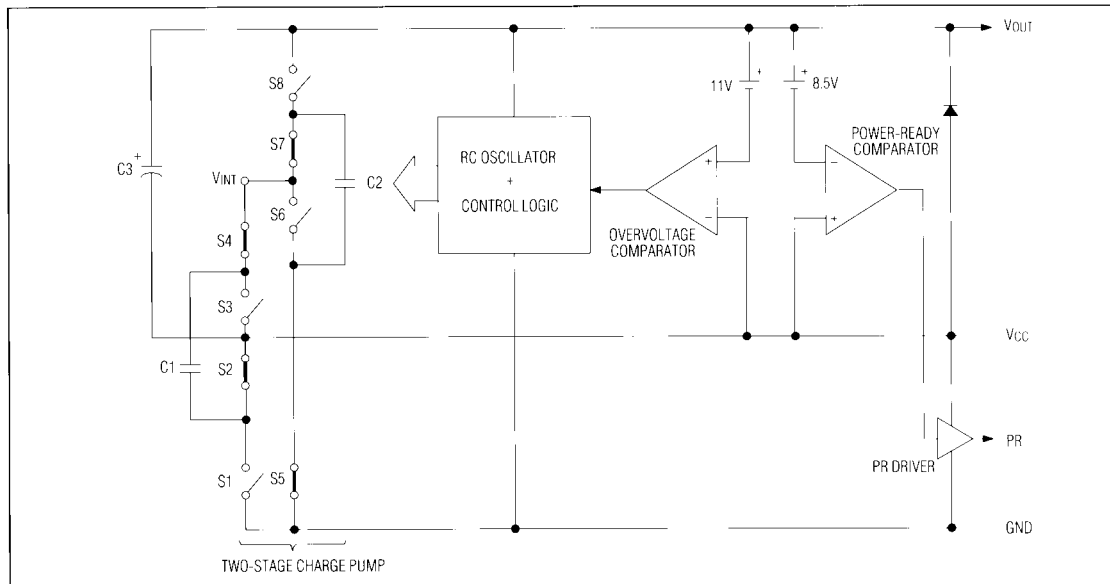 VOUT
S8
11V
+
8.5V
+
POWER-READY
COMPARATOR
S7
RC OSCILLATOR
+
CONTROL LOGIC
C3
+
VINT
C2
+
−
−
+
S6
OVERVOLTAGE
COMPARATOR
S4
S3
VCC
C1
S2
PR
PR DRIVER
S1
S5
GND
TWO-STAGE CHARGE PUMP